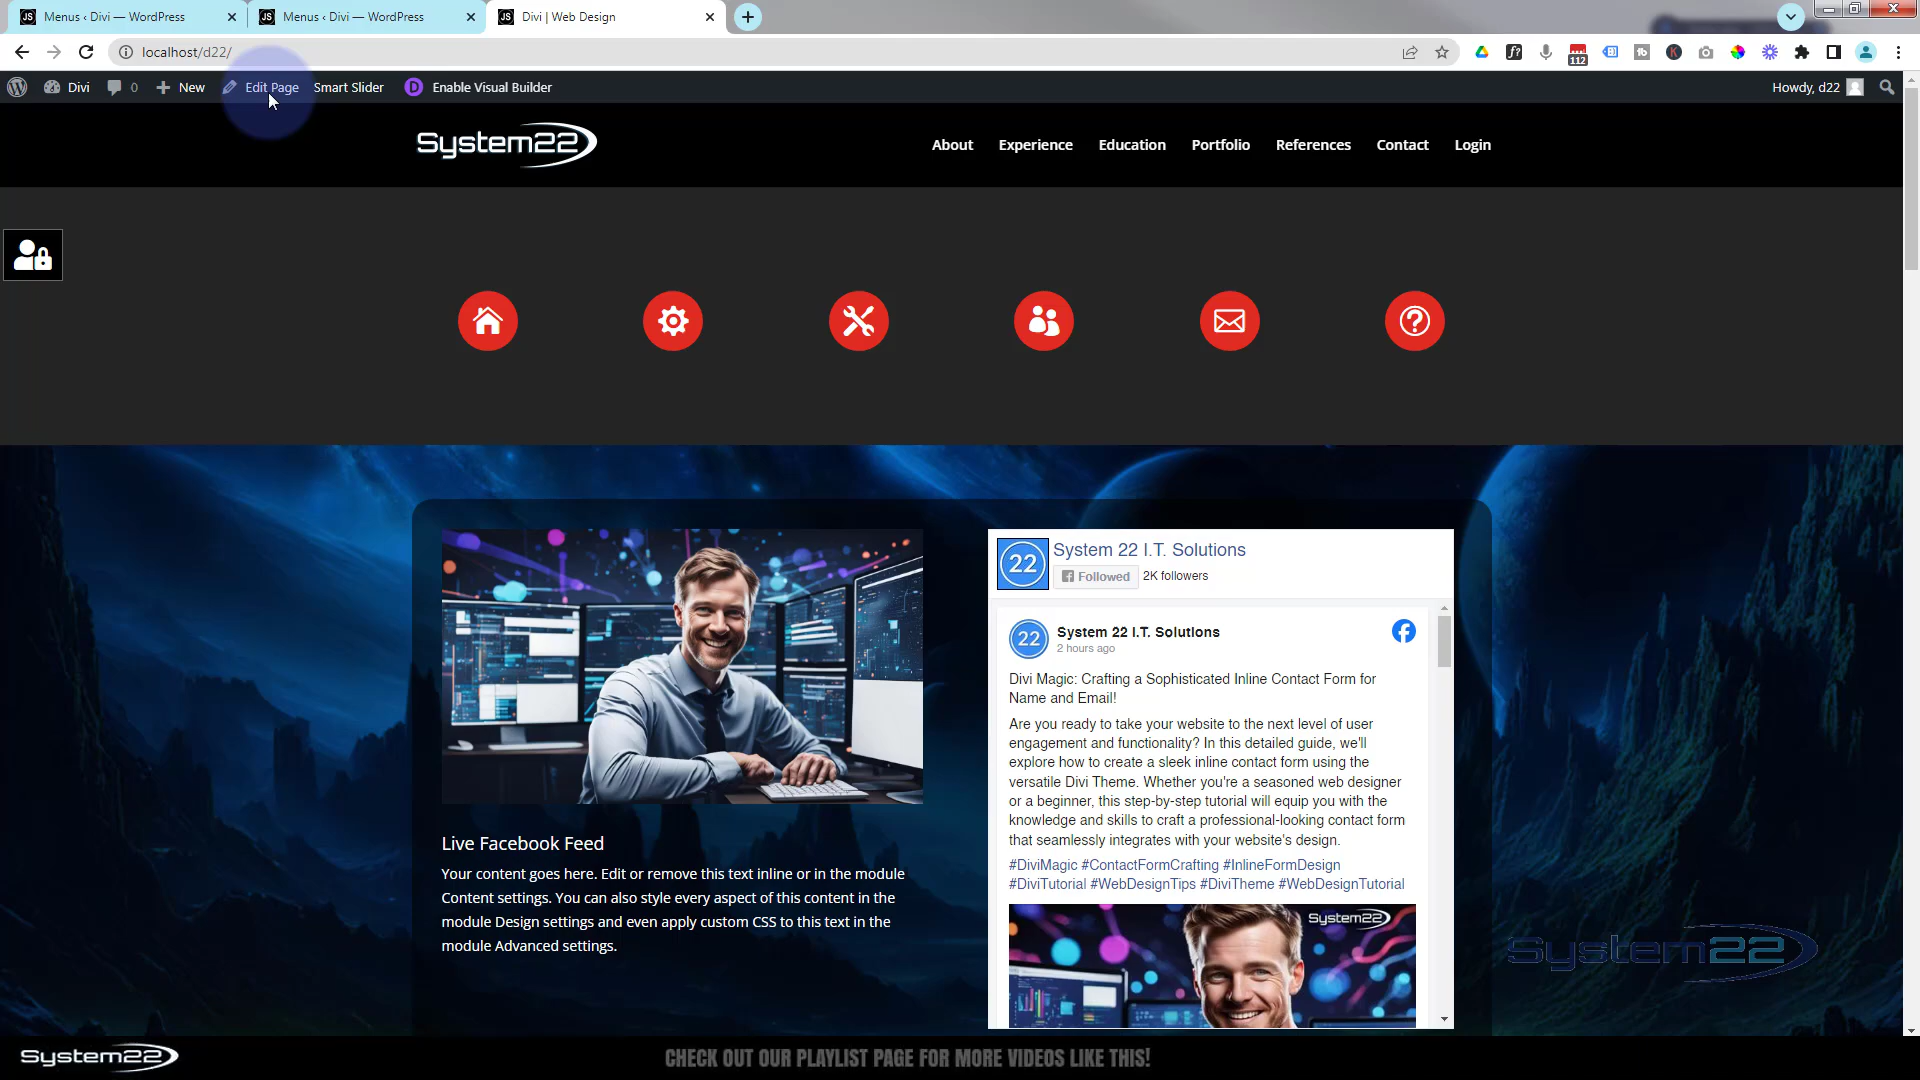 Menus ‹ Divi — WordPress
Menus ‹ Divi — WordPress
Divi | Web Design
localhost/d22/
112
Divi
0
New
Edit Page
Smart Slider
D
Enable Visual Builder
Howdy, d22
System22
About
Experience
Education
Portfolio
References
Contact
Login
22
System 22 I.T. Solutions
Followed
2K followers
22
System 22 I.T. Solutions
2 hours ago
Divi Magic: Crafting a Sophisticated Inline Contact Form for
Name and Email!
Are you ready to take your website to the next level of user
engagement and functionality? In this detailed guide, we'll
explore how to create a sleek inline contact form using the
versatile Divi Theme. Whether you're a seasoned web designer
or a beginner, this step-by-step tutorial will equip you with the
knowledge and skills to craft a professional-looking contact form
that seamlessly integrates with your website's design.
#DiviMagic #ContactFormCrafting #InlineFormDesign
#DiviTutorial #WebDesignTips #DiviTheme #WebDesignTutorial
System22
Live Facebook Feed
Your content goes here. Edit or remove this text inline or in the module
Content settings. You can also style every aspect of this content in the
module Design settings and even apply custom CSS to this text in the
module Advanced settings.
System22
System22
CHECK OUT OUR PLAYLIST PAGE FOR MORE VIDEOS LIKE THIS!